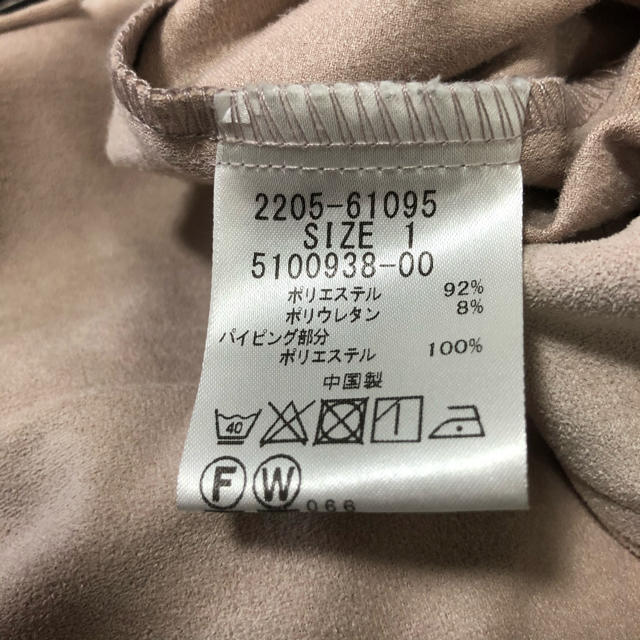 2205-61095
SIZE 1
5100938-00
ポリエステル 92%
ポリウレタン 8%
パイピング部分
ポリエステル 100%
中国製
40
F W
066